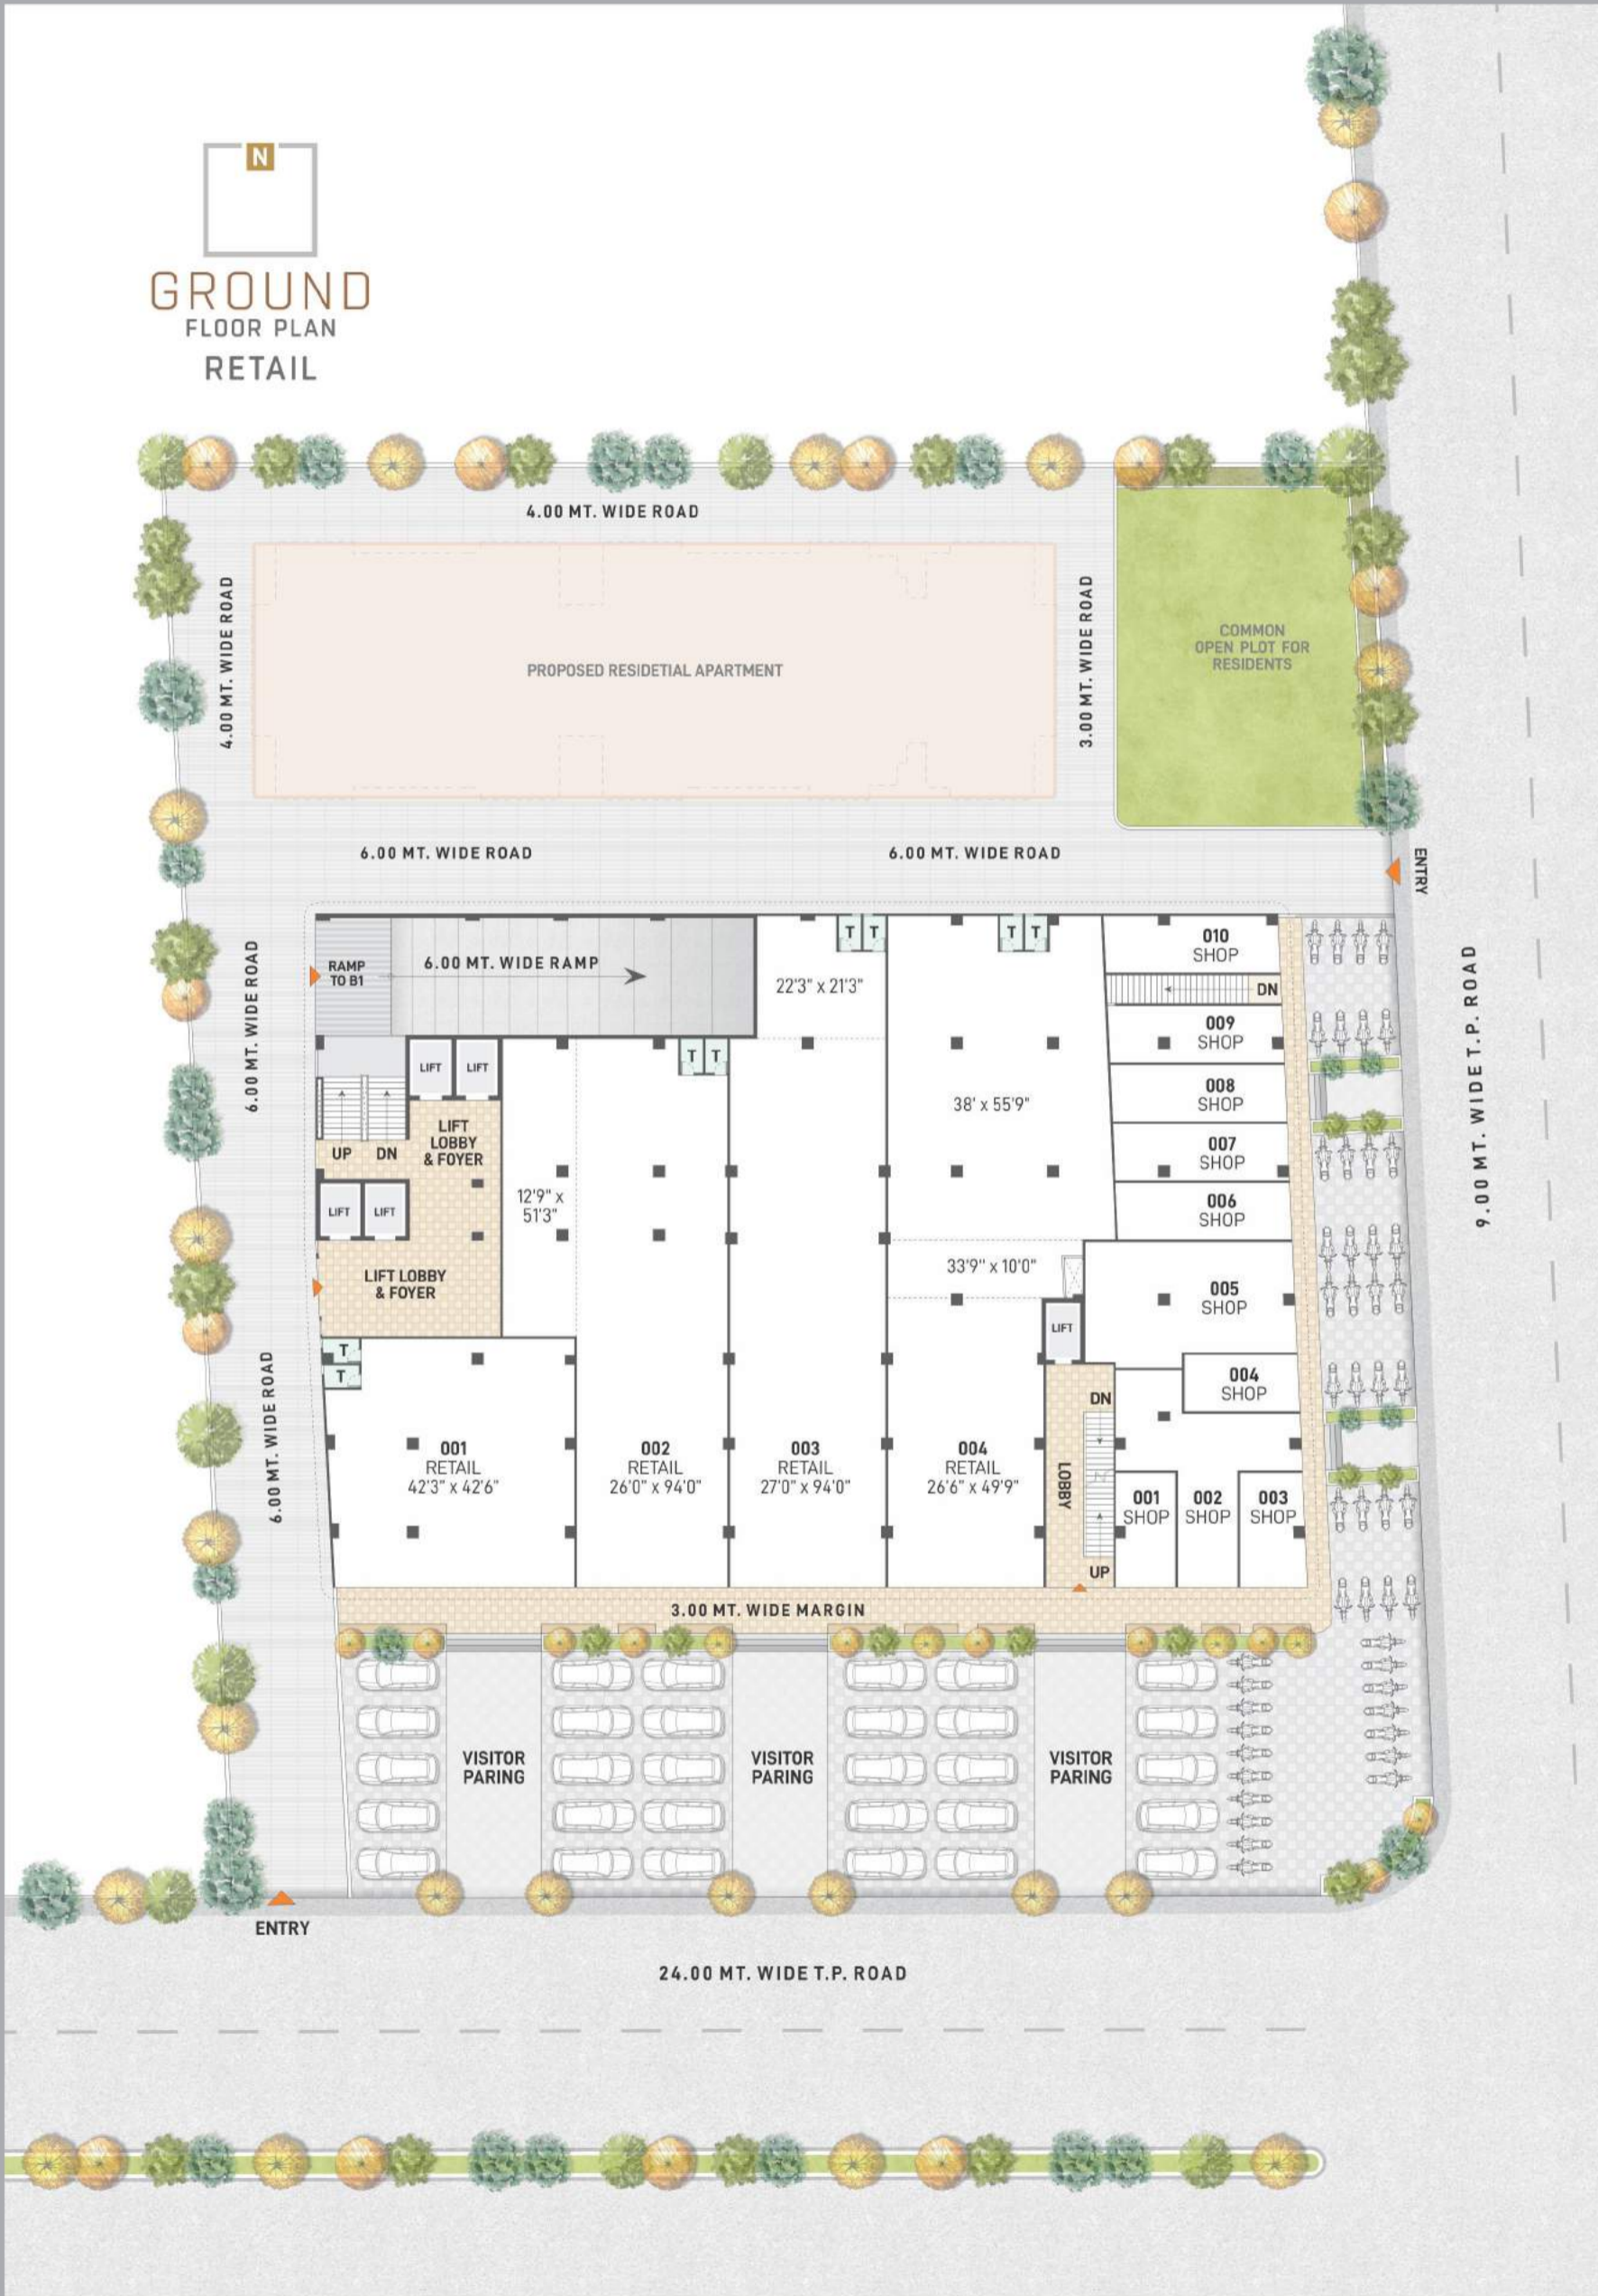 N
GROUND
FLOOR PLAN
RETAIL
4.00 MT. WIDE ROAD
4.00 MT. WIDE ROAD
PROPOSED RESIDETIAL APARTMENT
3.00 MT. WIDE ROAD
COMMON
OPEN PLOT FOR
RESIDENTS
6.00 MT. WIDE ROAD
6.00 MT. WIDE ROAD
ENTRY
6.00 MT. WIDE ROAD
RAMP
TO B1
6.00 MT. WIDE RAMP
22'3" x 21'3"
T
T
T
T
010
SHOP
DN
009
SHOP
9.00 MT. WIDE T.P. ROAD
LIFT
LIFT
T
T
38' x 55'9"
008
SHOP
UP
DN
LIFT
LOBBY
& FOYER
007
SHOP
LIFT
LIFT
12'9" x
51'3"
006
SHOP
LIFT LOBBY
& FOYER
33'9" x 10'0"
005
SHOP
LIFT
6.00 MT. WIDE ROAD
T
T
004
SHOP
DN
001
RETAIL
42'3" x 42'6"
002
RETAIL
26'0" x 94'0"
003
RETAIL
27'0" x 94'0"
004
RETAIL
26'6" x 49'9"
LOBBY
001
SHOP
002
SHOP
003
SHOP
UP
3.00 MT. WIDE MARGIN
VISITOR
PARING
VISITOR
PARING
VISITOR
PARING
ENTRY
24.00 MT. WIDE T.P. ROAD